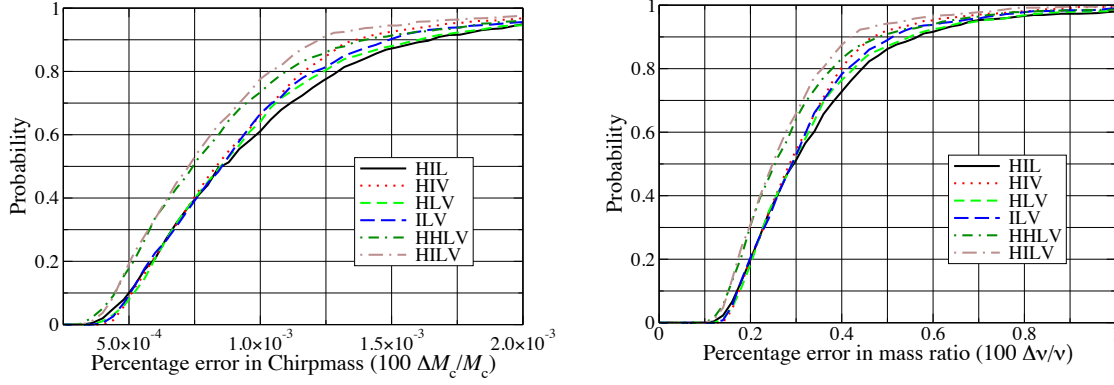 1
0.8
0.6
0.4
0.2
0
Probability
HIL
HIV
HLV
ILV
HHLV
HILV
5.0×10⁻⁴
1.0×10⁻³
1.5×10⁻³
2.0×10⁻³
Percentage error in Chirpmass (100 ΔM_c/M_c)
1
0.8
0.6
0.4
0.2
0
Probability
HIL
HIV
HLV
ILV
HHLV
HILV
0.2
0.4
0.6
0.8
Percentage error in mass ratio (100 Δν/ν)